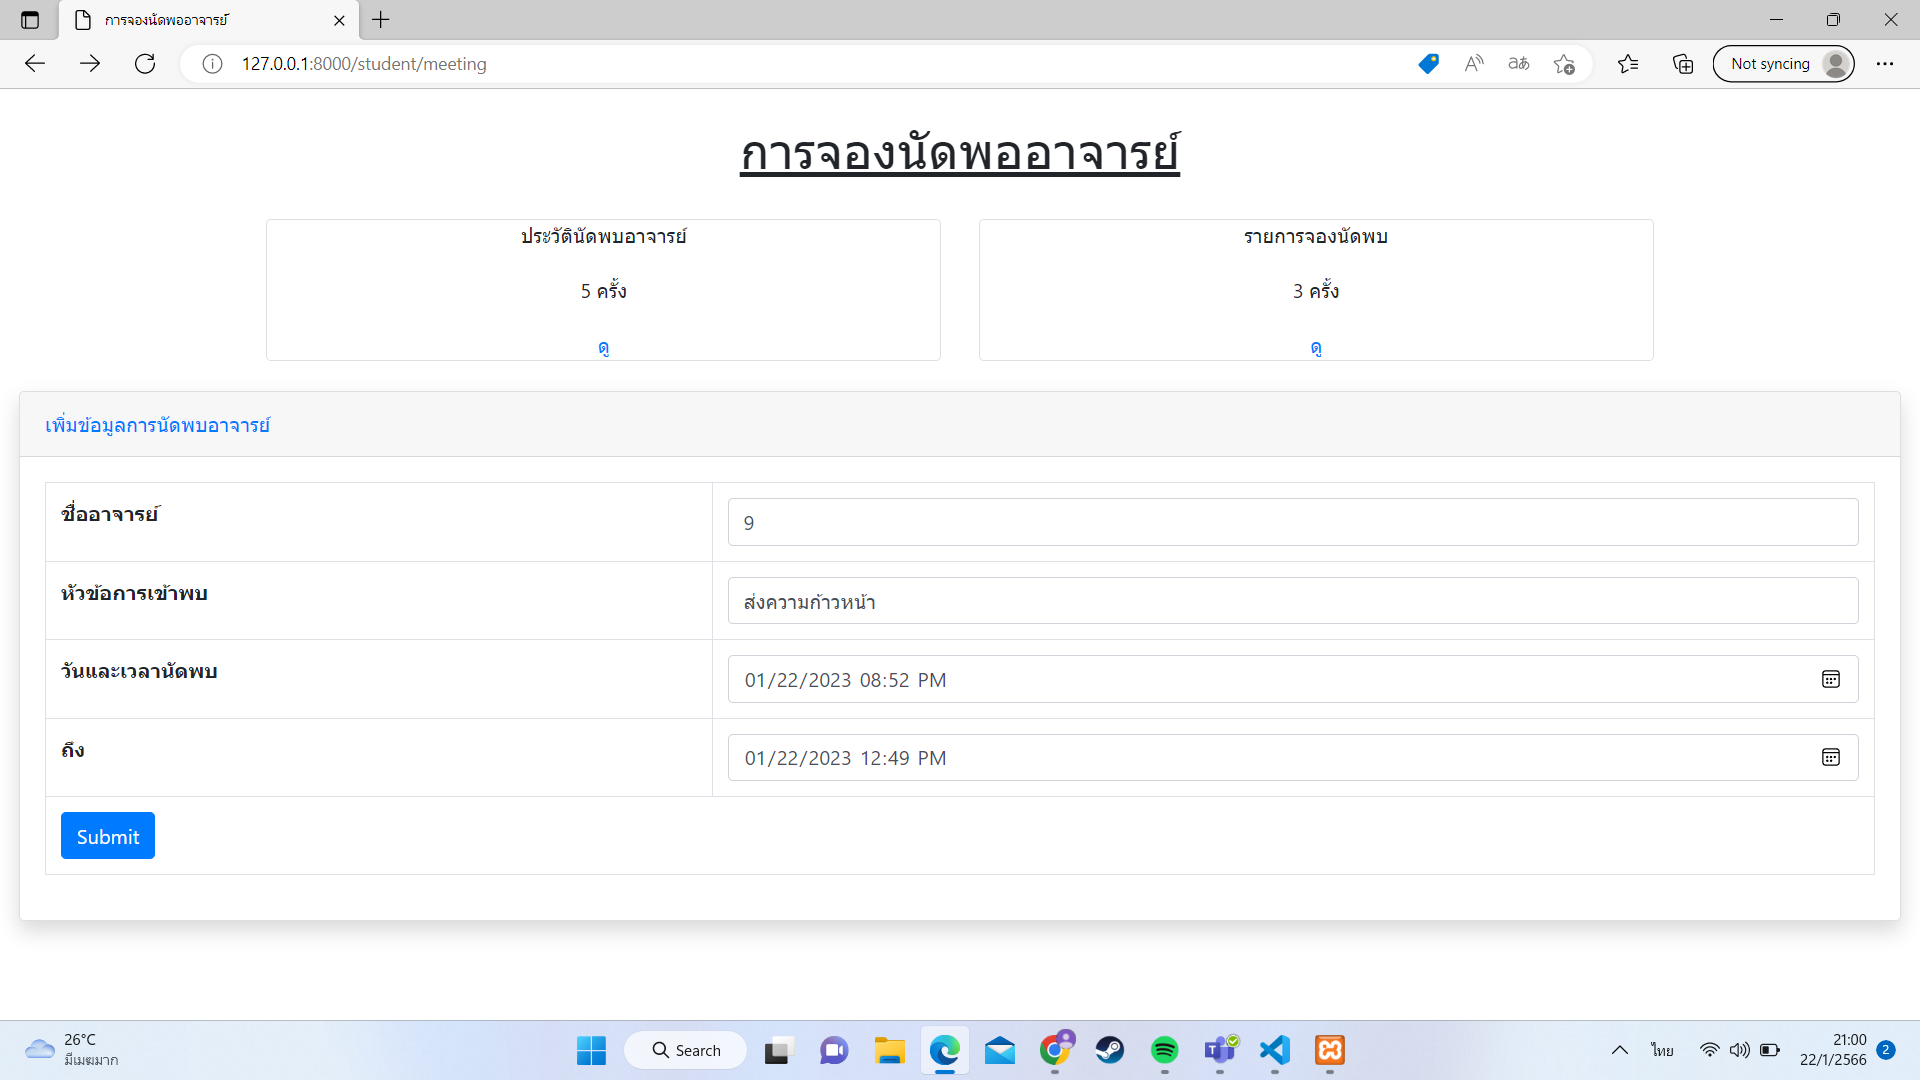 การจองนัดพออาจารย์
127.0.0.1:8000/student/meeting
Not syncing
การจองนัดพออาจารย์
ประวัตินัดพบอาจารย์
5 ครั้ง
ดู
รายการจองนัดพบ
3 ครั้ง
ดู
เพิ่มข้อมูลการนัดพบอาจารย์
ชื่ออาจารย์
9
หัวข้อการเข้าพบ
ส่งความก้าวหน้า
วันและเวลานัดพบ
01/22/2023 08:52 PM
ถึง
01/22/2023 12:49 PM
Submit
26°C
มีเมฆมาก
Search
ไทย
21:00
22/1/2566
2